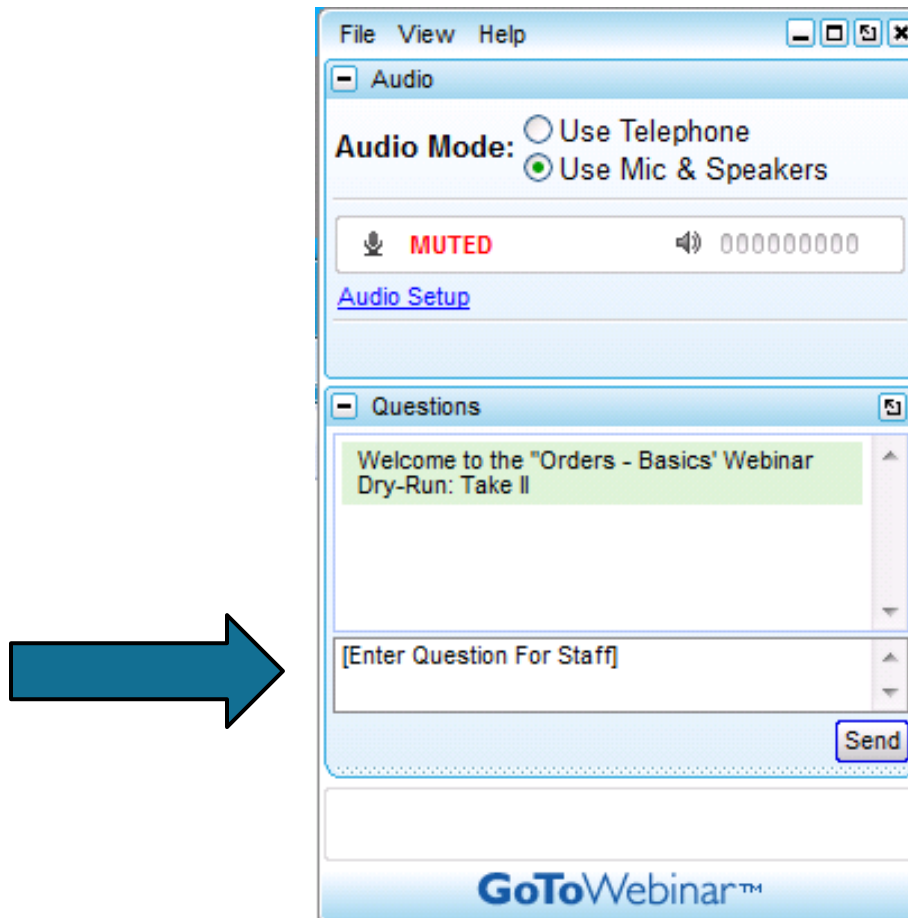 File View Help
Audio
Audio Mode: Use Telephone
Use Mic & Speakers
MUTED 000000000
Audio Setup
Questions
Welcome to the "Orders - Basics' Webinar
Dry-Run: Take II
[Enter Question For Staff]
Send
GoToWebinar™